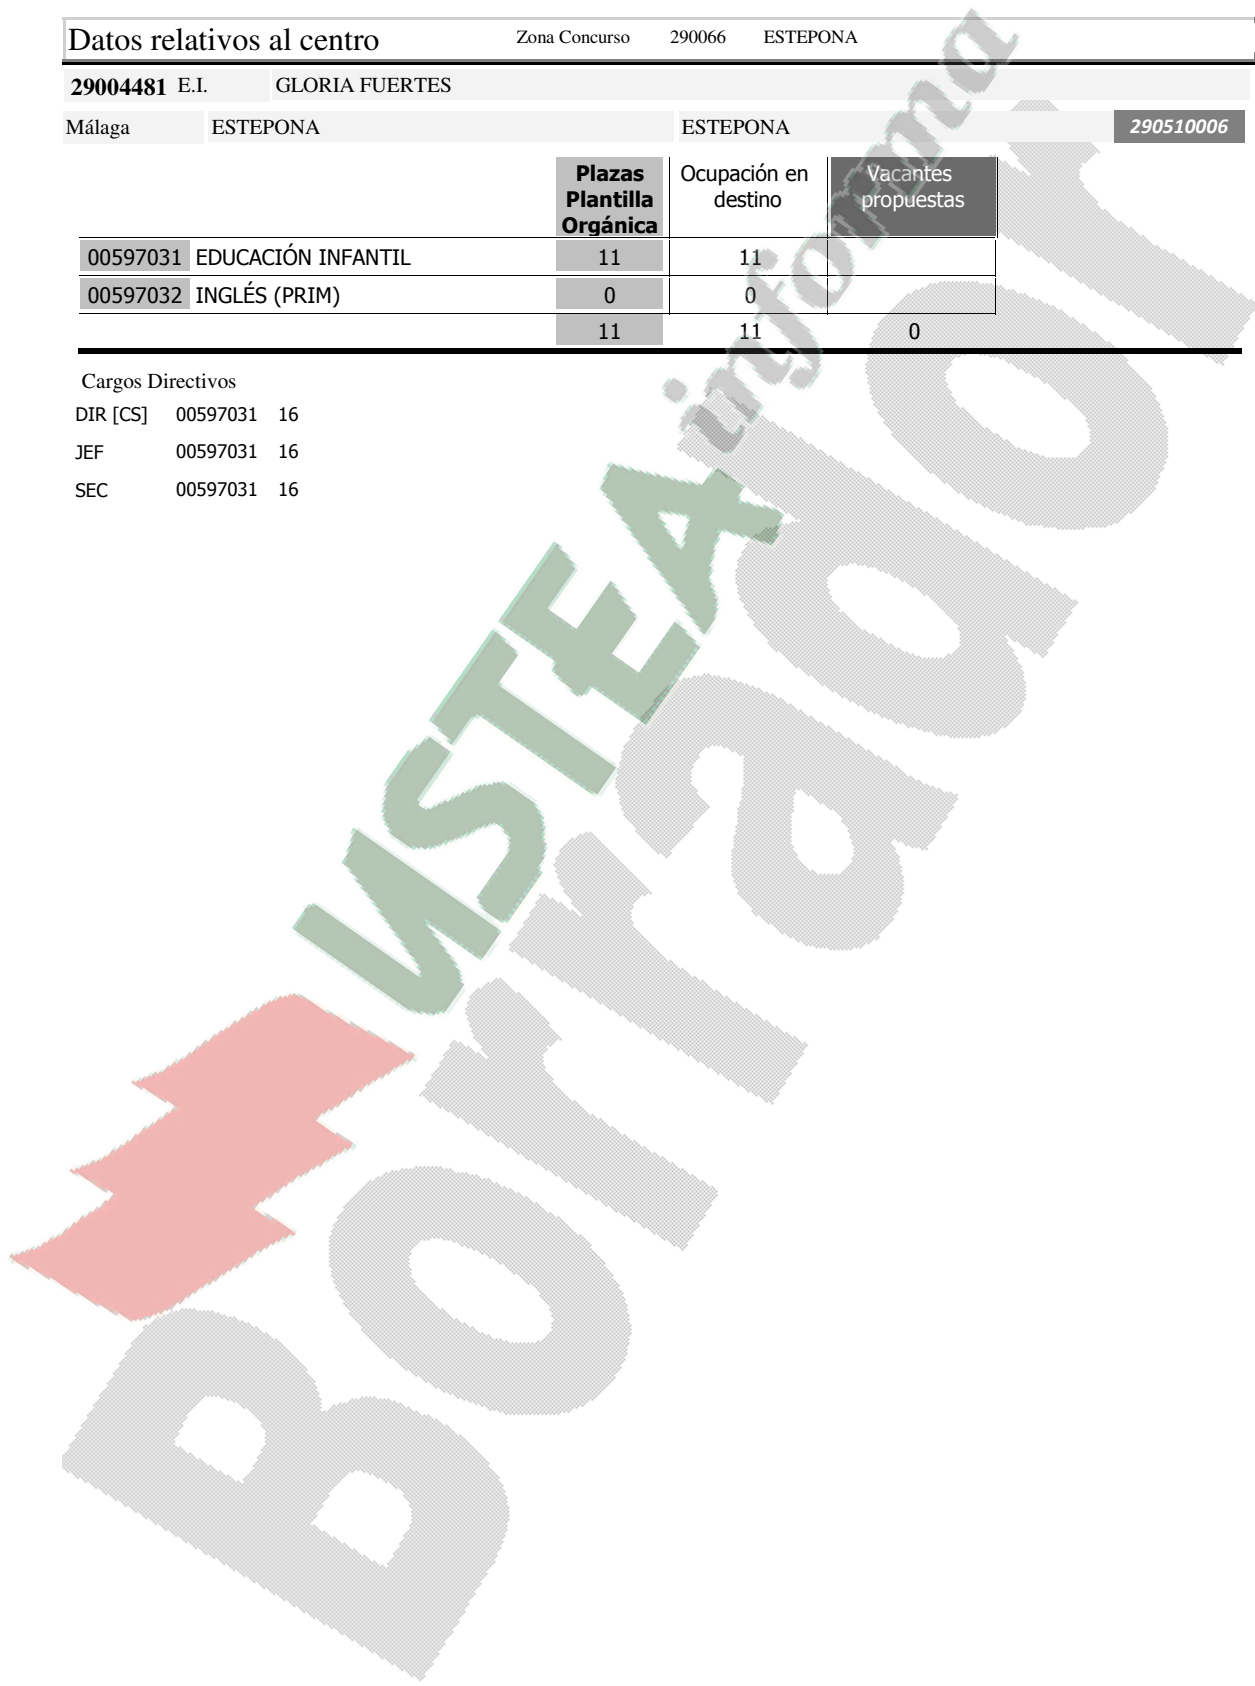 Datos relativos al centro Zona Concurso 290066 ESTEPONA
29004481 E.I. GLORIA FUERTES
Málaga ESTEPONA ESTEPONA 290510006
Plazas Plantilla Orgánica Ocupación en destino Vacantes propuestas
00597031 EDUCACIÓN INFANTIL 11 11
00597032 INGLÉS (PRIM) 0 0
11 11 0
Cargos Directivos
DIR [CS] 00597031 16
JEF 00597031 16
SEC 00597031 16
USTEA informa
Borrador